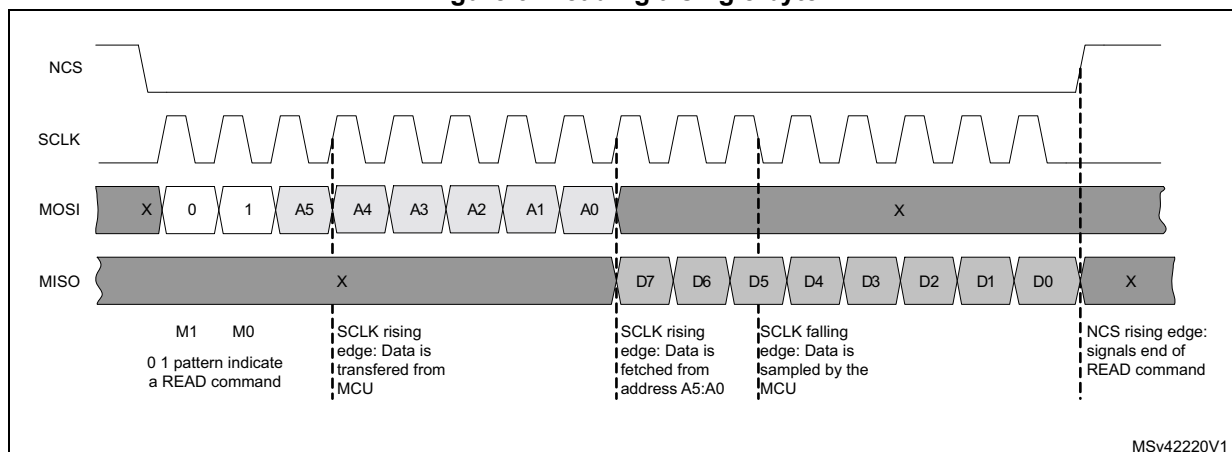 NCS
SCLK
MOSI X 0 1 A5 A4 A3 A2 A1 A0 X
MISO X D7 D6 D5 D4 D3 D2 D1 D0 X
M1 M0
0 1 pattern indicate
a READ command
SCLK rising
edge: Data is
transfered from
MCU
SCLK rising
edge: Data is
fetched from
address A5:A0
SCLK falling
edge: Data is
sampled by the
MCU
NCS rising edge:
signals end of
READ command
MSv42220V1